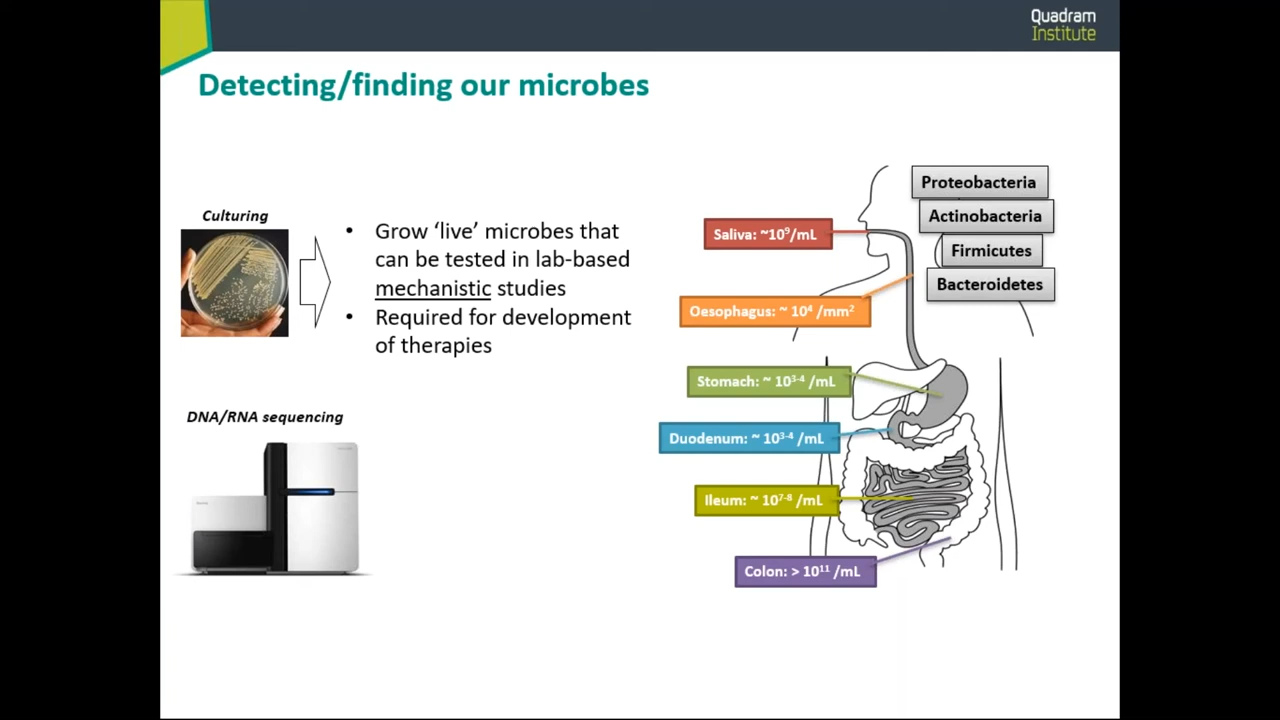 Quadram
Institute
Detecting/finding our microbes
Culturing
• Grow ‘live’ microbes that
can be tested in lab-based
mechanistic studies
• Required for development
of therapies
DNA/RNA sequencing
Proteobacteria
Actinobacteria
Firmicutes
Bacteroidetes
Saliva: ~10⁹/mL
Oesophagus: ~ 10⁴ /mm²
Stomach: ~ 10³⁻⁴ /mL
Duodenum: ~ 10³⁻⁴ /mL
Ileum: ~ 10⁷⁻⁸ /mL
Colon: > 10¹¹ /mL